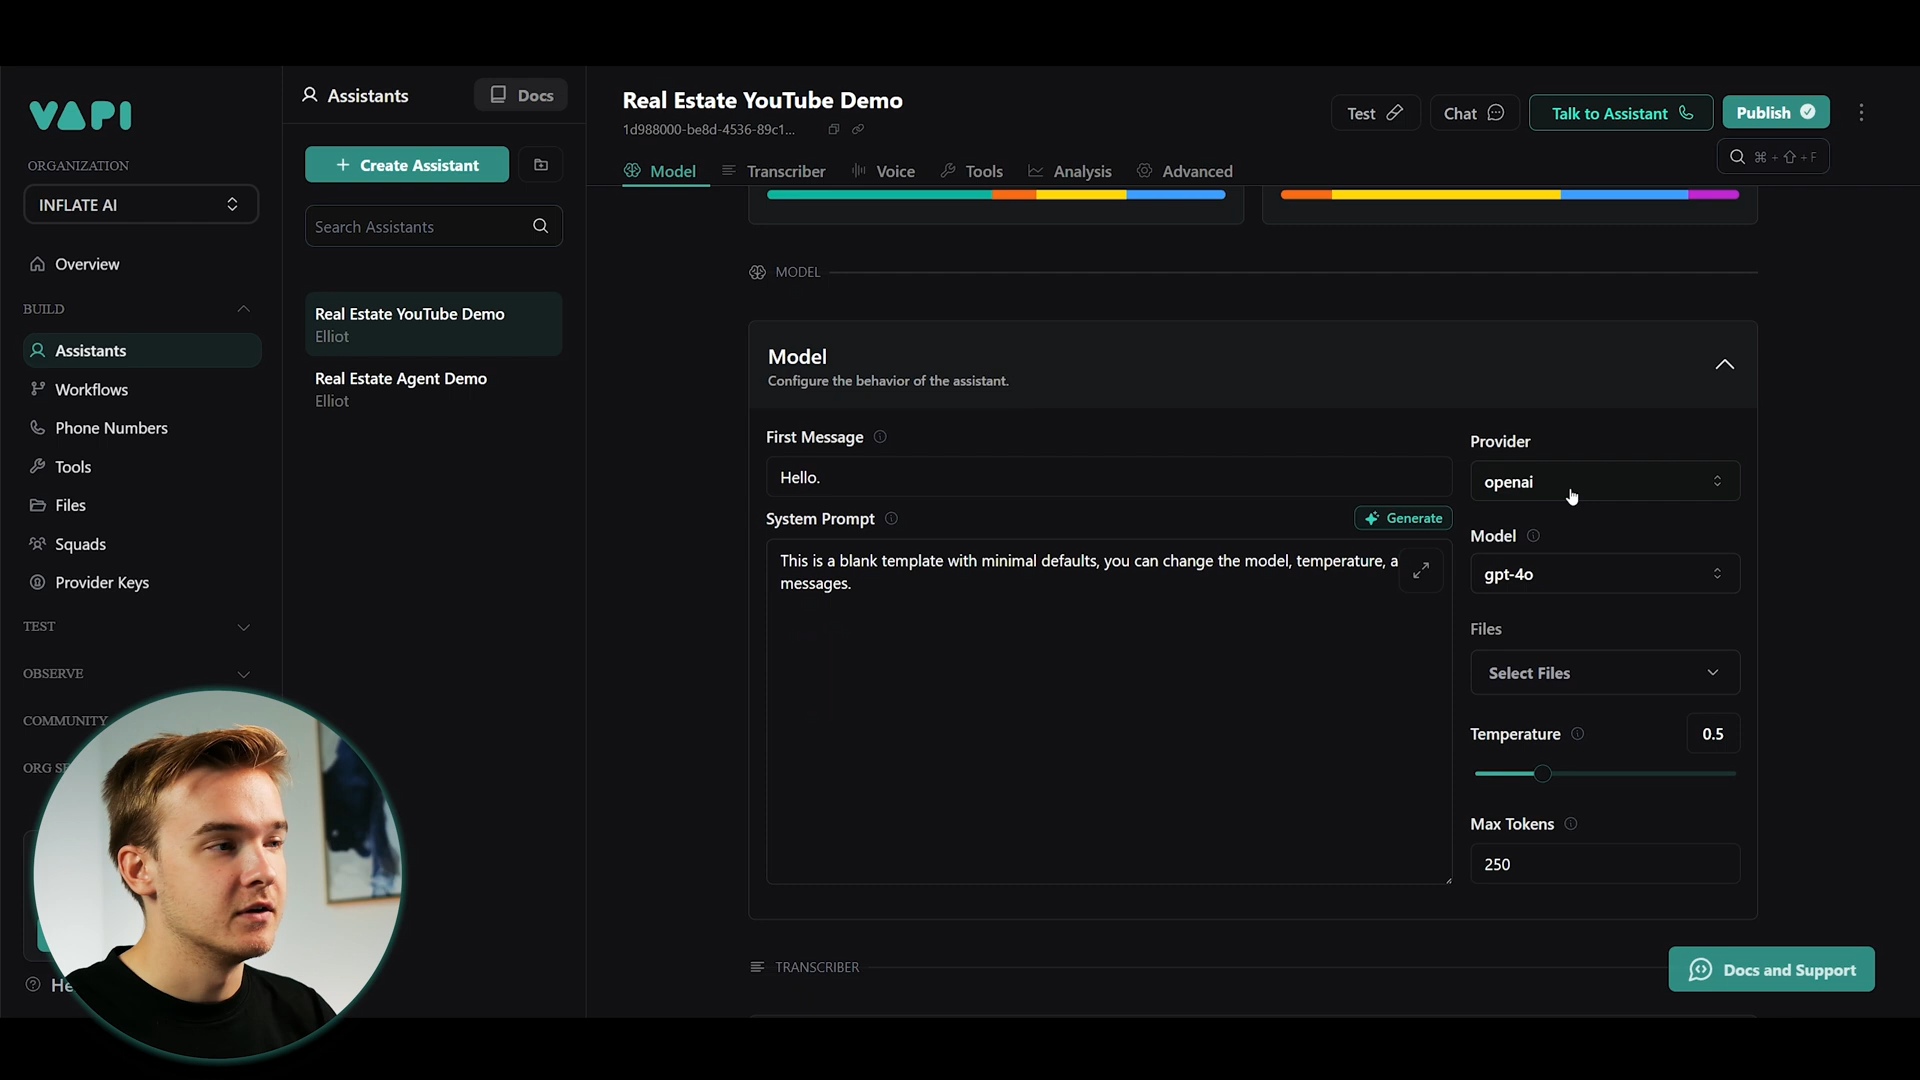 VAPI
ORGANIZATION
INFLATE AI
Overview
BUILD
Assistants
Workflows
Phone Numbers
Tools
Files
Squads
Provider Keys
TEST
OBSERVE
COMMUNITY
ORG SE
He
Assistants
Docs
Create Assistant
Search Assistants
Real Estate YouTube Demo
Elliot
Real Estate Agent Demo
Elliot
Real Estate YouTube Demo
1d988000-be8d-4536-89c1...
Test
Chat
Talk to Assistant
Publish
⌘ + ⇧ + F
Model
Transcriber
Voice
Tools
Analysis
Advanced
MODEL
Model
Configure the behavior of the assistant.
First Message
Hello.
System Prompt
Generate
This is a blank template with minimal defaults, you can change the model, temperature, a
messages.
Provider
openai
Model
gpt-4o
Files
Select Files
Temperature
0.5
Max Tokens
250
TRANSCRIBER
Docs and Support